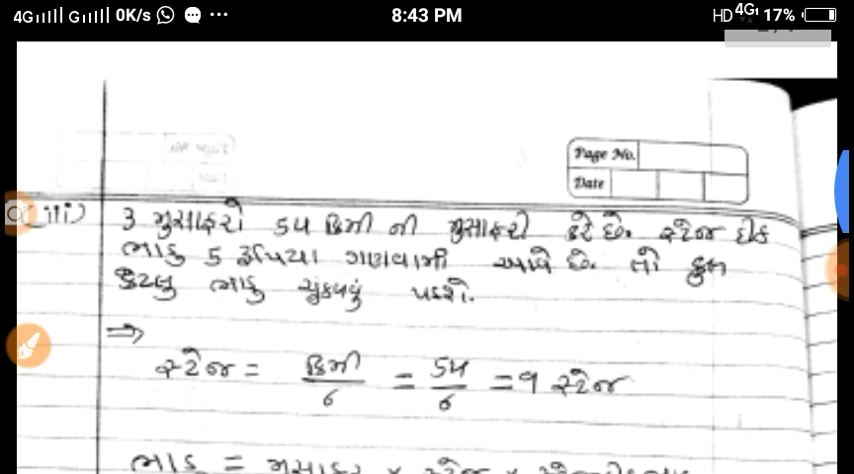 4G G 0K/s 8:43 PM HD 4G 17%
Page No.
Date
(iii) 3 મુસાફરો 54 કિમી ની મુસાફરી કરે છે. સ્ટેજ દીઠ
ભાડુ 5 રૂપિયા ગણવામાં આવે છે. તો કુલ
કેટલુ ભાડુ ચુકવવું પડશે.
⇒
સ્ટેજ = કિમી / 6 = 54 / 6 = 9 સ્ટેજ
ભાડુ = મુસાફર × સ્ટેજ ×